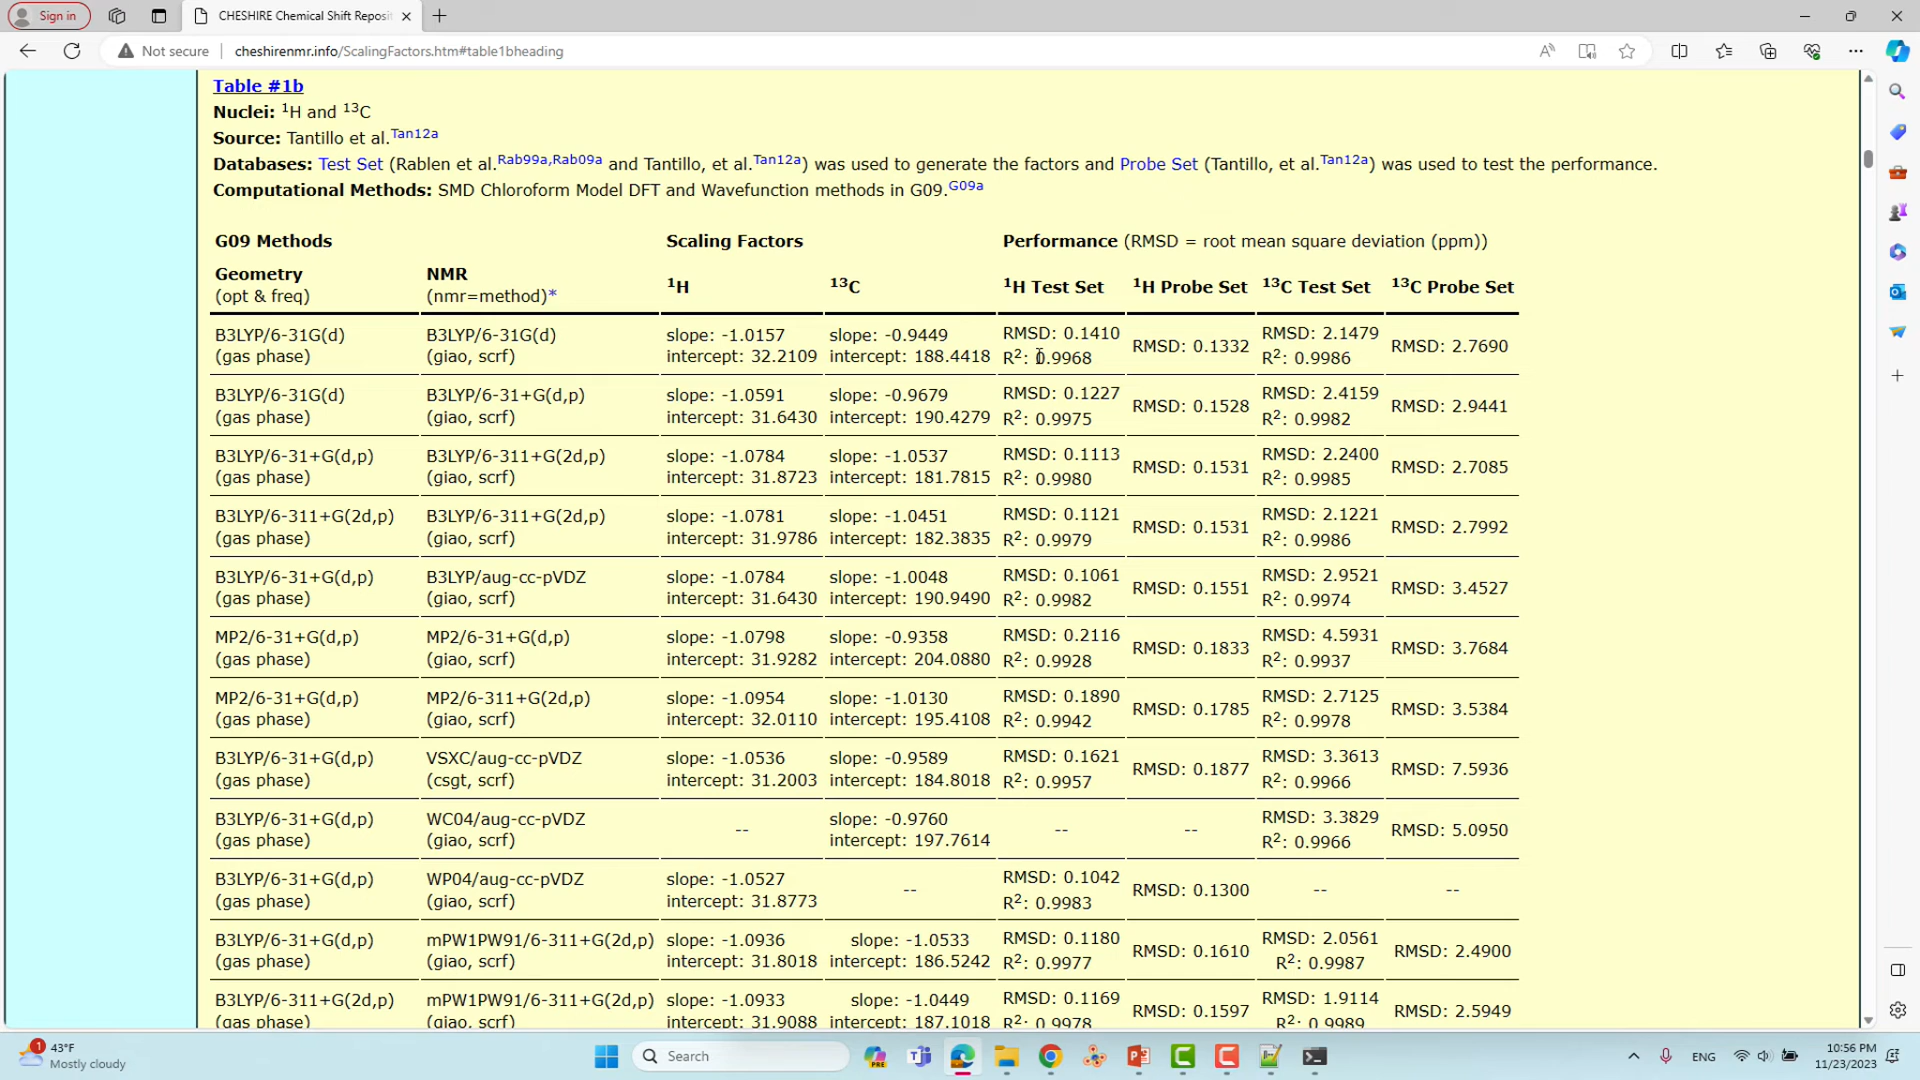 Sign in
CHESHIRE Chemical Shift Reposi
Not secure
cheshirenmr.info/ScalingFactors.htm#table1bheading
Table #1b
Nuclei: 1H and 13C
Source: Tantillo et al.Tan12a
Databases: Test Set (Rablen et al.Rab99a,Rab09a and Tantillo, et al.Tan12a) was used to generate the factors and Probe Set (Tantillo, et al.Tan12a) was used to test the performance.
Computational Methods: SMD Chloroform Model DFT and Wavefunction methods in G09.G09a
G09 Methods Scaling Factors Performance (RMSD = root mean square deviation (ppm))
Geometry NMR
(opt & freq) (nmr=method)* 1H 13C 1H Test Set 1H Probe Set 13C Test Set 13C Probe Set
B3LYP/6-31G(d) B3LYP/6-31G(d) slope: -1.0157 slope: -0.9449 RMSD: 0.1410 RMSD: 0.1332 RMSD: 2.1479 RMSD: 2.7690
(gas phase) (giao, scrf) intercept: 32.2109 intercept: 188.4418 R2: 0.9968 R2: 0.9986
B3LYP/6-31G(d) B3LYP/6-31+G(d,p) slope: -1.0591 slope: -0.9679 RMSD: 0.1227 RMSD: 0.1528 RMSD: 2.4159 RMSD: 2.9441
(gas phase) (giao, scrf) intercept: 31.6430 intercept: 190.4279 R2: 0.9975 R2: 0.9982
B3LYP/6-31+G(d,p) B3LYP/6-311+G(2d,p) slope: -1.0784 slope: -1.0537 RMSD: 0.1113 RMSD: 0.1531 RMSD: 2.2400 RMSD: 2.7085
(gas phase) (giao, scrf) intercept: 31.8723 intercept: 181.7815 R2: 0.9980 R2: 0.9985
B3LYP/6-311+G(2d,p) B3LYP/6-311+G(2d,p) slope: -1.0781 slope: -1.0451 RMSD: 0.1121 RMSD: 0.1531 RMSD: 2.1221 RMSD: 2.7992
(gas phase) (giao, scrf) intercept: 31.9786 intercept: 182.3835 R2: 0.9979 R2: 0.9986
B3LYP/6-31+G(d,p) B3LYP/aug-cc-pVDZ slope: -1.0784 slope: -1.0048 RMSD: 0.1061 RMSD: 0.1551 RMSD: 2.9521 RMSD: 3.4527
(gas phase) (giao, scrf) intercept: 31.6430 intercept: 190.9490 R2: 0.9982 R2: 0.9974
MP2/6-31+G(d,p) MP2/6-31+G(d,p) slope: -1.0798 slope: -0.9358 RMSD: 0.2116 RMSD: 0.1833 RMSD: 4.5931 RMSD: 3.7684
(gas phase) (giao, scrf) intercept: 31.9282 intercept: 204.0880 R2: 0.9928 R2: 0.9937
MP2/6-31+G(d,p) MP2/6-311+G(2d,p) slope: -1.0954 slope: -1.0130 RMSD: 0.1890 RMSD: 0.1785 RMSD: 2.7125 RMSD: 3.5384
(gas phase) (giao, scrf) intercept: 32.0110 intercept: 195.4108 R2: 0.9942 R2: 0.9978
B3LYP/6-31+G(d,p) VSXC/aug-cc-pVDZ slope: -1.0536 slope: -0.9589 RMSD: 0.1621 RMSD: 0.1877 RMSD: 3.3613 RMSD: 7.5936
(gas phase) (csgt, scrf) intercept: 31.2003 intercept: 184.8018 R2: 0.9957 R2: 0.9966
B3LYP/6-31+G(d,p) WC04/aug-cc-pVDZ -- slope: -0.9760 -- -- RMSD: 3.3829 RMSD: 5.0950
(gas phase) (giao, scrf) intercept: 197.7614 R2: 0.9966
B3LYP/6-31+G(d,p) WP04/aug-cc-pVDZ slope: -1.0527 -- RMSD: 0.1042 RMSD: 0.1300 -- --
(gas phase) (giao, scrf) intercept: 31.8773 R2: 0.9983
B3LYP/6-31+G(d,p) mPW1PW91/6-311+G(2d,p) slope: -1.0936 slope: -1.0533 RMSD: 0.1180 RMSD: 0.1610 RMSD: 2.0561 RMSD: 2.4900
(gas phase) (giao, scrf) intercept: 31.8018 intercept: 186.5242 R2: 0.9977 R2: 0.9987
B3LYP/6-311+G(2d,p) mPW1PW91/6-311+G(2d,p) slope: -1.0933 slope: -1.0449 RMSD: 0.1169 RMSD: 0.1597 RMSD: 1.9114 RMSD: 2.5949
(gas phase) (giao, scrf) intercept: 31.9088 intercept: 187.1018 R2: 0.9978 R2: 0.9989
1
43°F
Mostly cloudy
Search
PRE
ENG
10:56 PM
11/23/2023